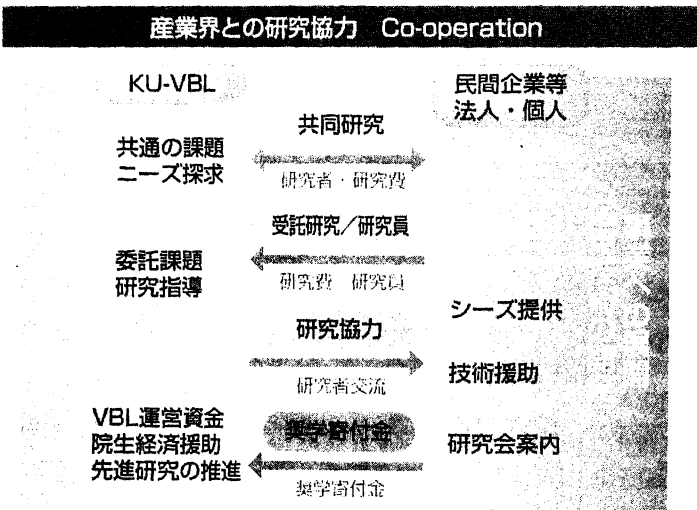 産業界との研究協力 Co-operation
KU-VBL
民間企業等
法人・個人
共同研究
共通の課題
ニーズ探求
研究者・研究費
受託研究/研究員
委託課題
研究指導
研究費 研究員
シーズ提供
研究協力
技術援助
研究者交流
VBL運営資金
院生経済援助
先進研究の推進
奨学寄付金
研究会案内
奨学寄付金